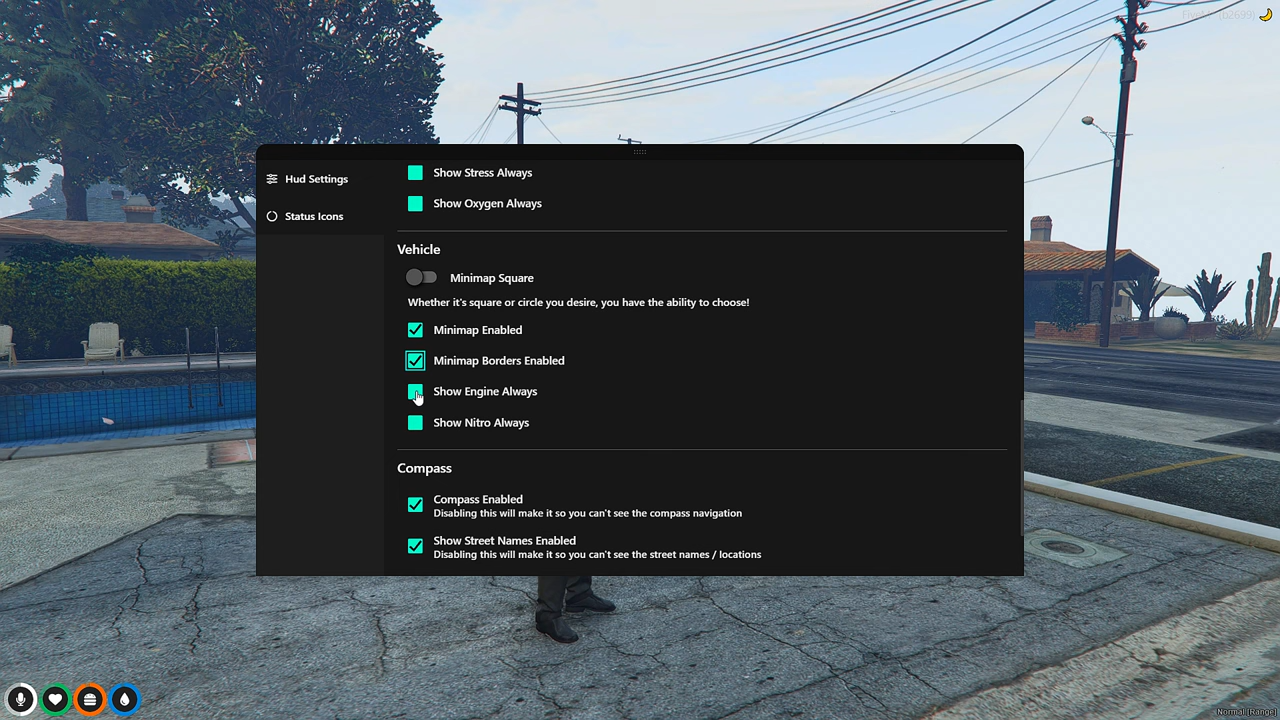 FiveM (b2699)
Hud Settings
Status Icons
Show Stress Always
Show Oxygen Always
Vehicle
Minimap Square
Whether it's square or circle you desire, you have the ability to choose!
Minimap Enabled
Minimap Borders Enabled
Show Engine Always
Show Nitro Always
Compass
Compass Enabled
Disabling this will make it so you can't see the compass navigation
Show Street Names Enabled
Disabling this will make it so you can't see the street names / locations
Normal [Range]